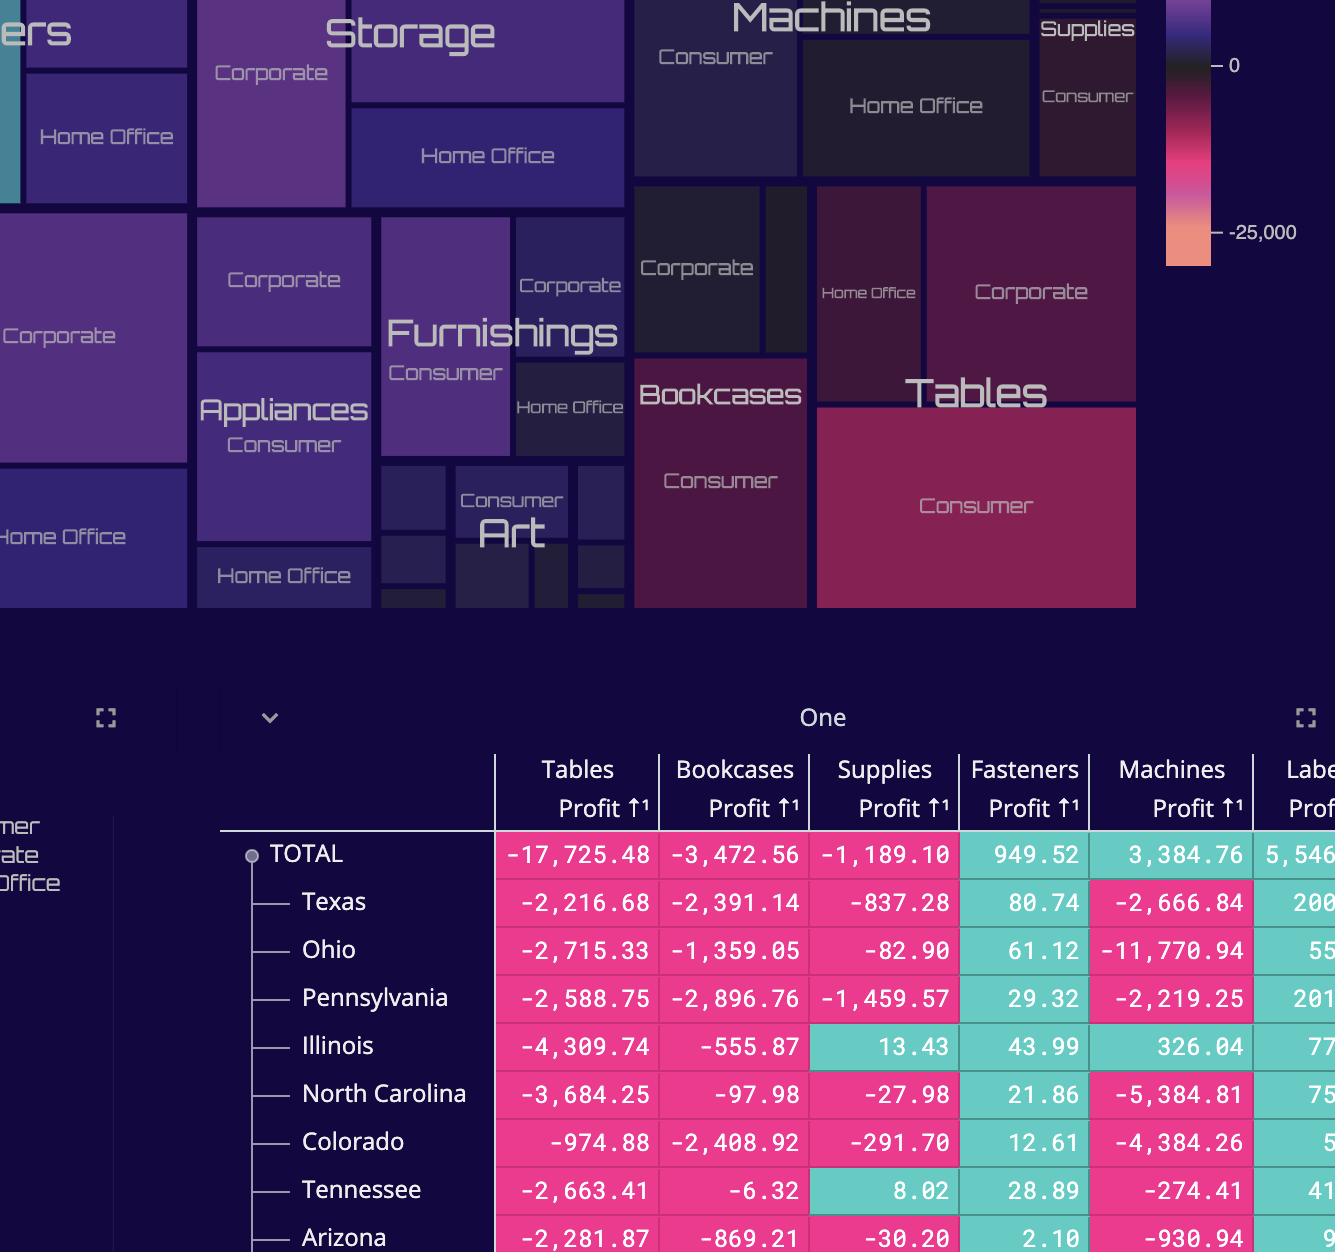 ers
Storage
Machines
Supplies
0
Corporate
Consumer
Consumer
Home Office
Home Office
Home Office
-25,000
Corporate
Corporate
Corporate
Home Office
Corporate
Furnishings
Corporate
Consumer
Home Office
Bookcases
Tables
Appliances
Consumer
Consumer
Consumer
Consumer
Art
Home Office
Home Office
One
Tables Bookcases Supplies Fasteners Machines Labe
Profit ↑1 Profit ↑1 Profit ↑1 Profit ↑1 Profit ↑1 Prof
mer
ate
Office
TOTAL -17,725.48 -3,472.56 -1,189.10 949.52 3,384.76 5,546
Texas -2,216.68 -2,391.14 -837.28 80.74 -2,666.84 200
Ohio -2,715.33 -1,359.05 -82.90 61.12 -11,770.94 55
Pennsylvania -2,588.75 -2,896.76 -1,459.57 29.32 -2,219.25 201
Illinois -4,309.74 -555.87 13.43 43.99 326.04 77
North Carolina -3,684.25 -97.98 -27.98 21.86 -5,384.81 75
Colorado -974.88 -2,408.92 -291.70 12.61 -4,384.26 5
Tennessee -2,663.41 -6.32 8.02 28.89 -274.41 41
Arizona -2,281.87 -869.21 -30.20 2.10 -930.94 9